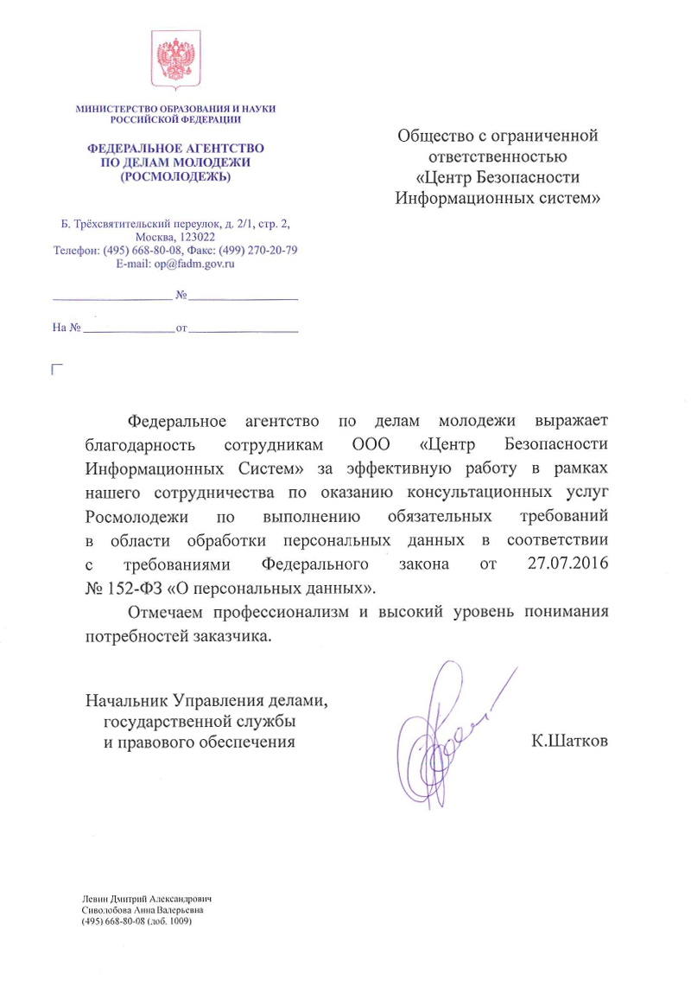 МИНИСТЕРСТВО ОБРАЗОВАНИЯ И НАУКИ
РОССИЙСКОЙ ФЕДЕРАЦИИ
ФЕДЕРАЛЬНОЕ АГЕНТСТВО
ПО ДЕЛАМ МОЛОДЕЖИ
(РОСМОЛОДЕЖЬ)
Б. Трёхсвятительский переулок, д. 2/1, стр. 2,
Москва, 123022
Телефон: (495) 668-80-08, Факс: (499) 270-20-79
E-mail: op@fadm.gov.ru
№
На № от
Общество с ограниченной
ответственностью
«Центр Безопасности
Информационных систем»
Федеральное агентство по делам молодежи выражает
благодарность сотрудникам ООО «Центр Безопасности
Информационных Систем» за эффективную работу в рамках
нашего сотрудничества по оказанию консультационных услуг
Росмолодежи по выполнению обязательных требований
в области обработки персональных данных в соответствии
с требованиями Федерального закона от 27.07.2016
№ 152-ФЗ «О персональных данных».
Отмечаем профессионализм и высокий уровень понимания
потребностей заказчика.
Начальник Управления делами,
государственной службы
и правового обеспечения
К.Шатков
Левин Дмитрий Александрович
Сиволобова Анна Валерьевна
(495) 668-80-08 (доб. 1009)